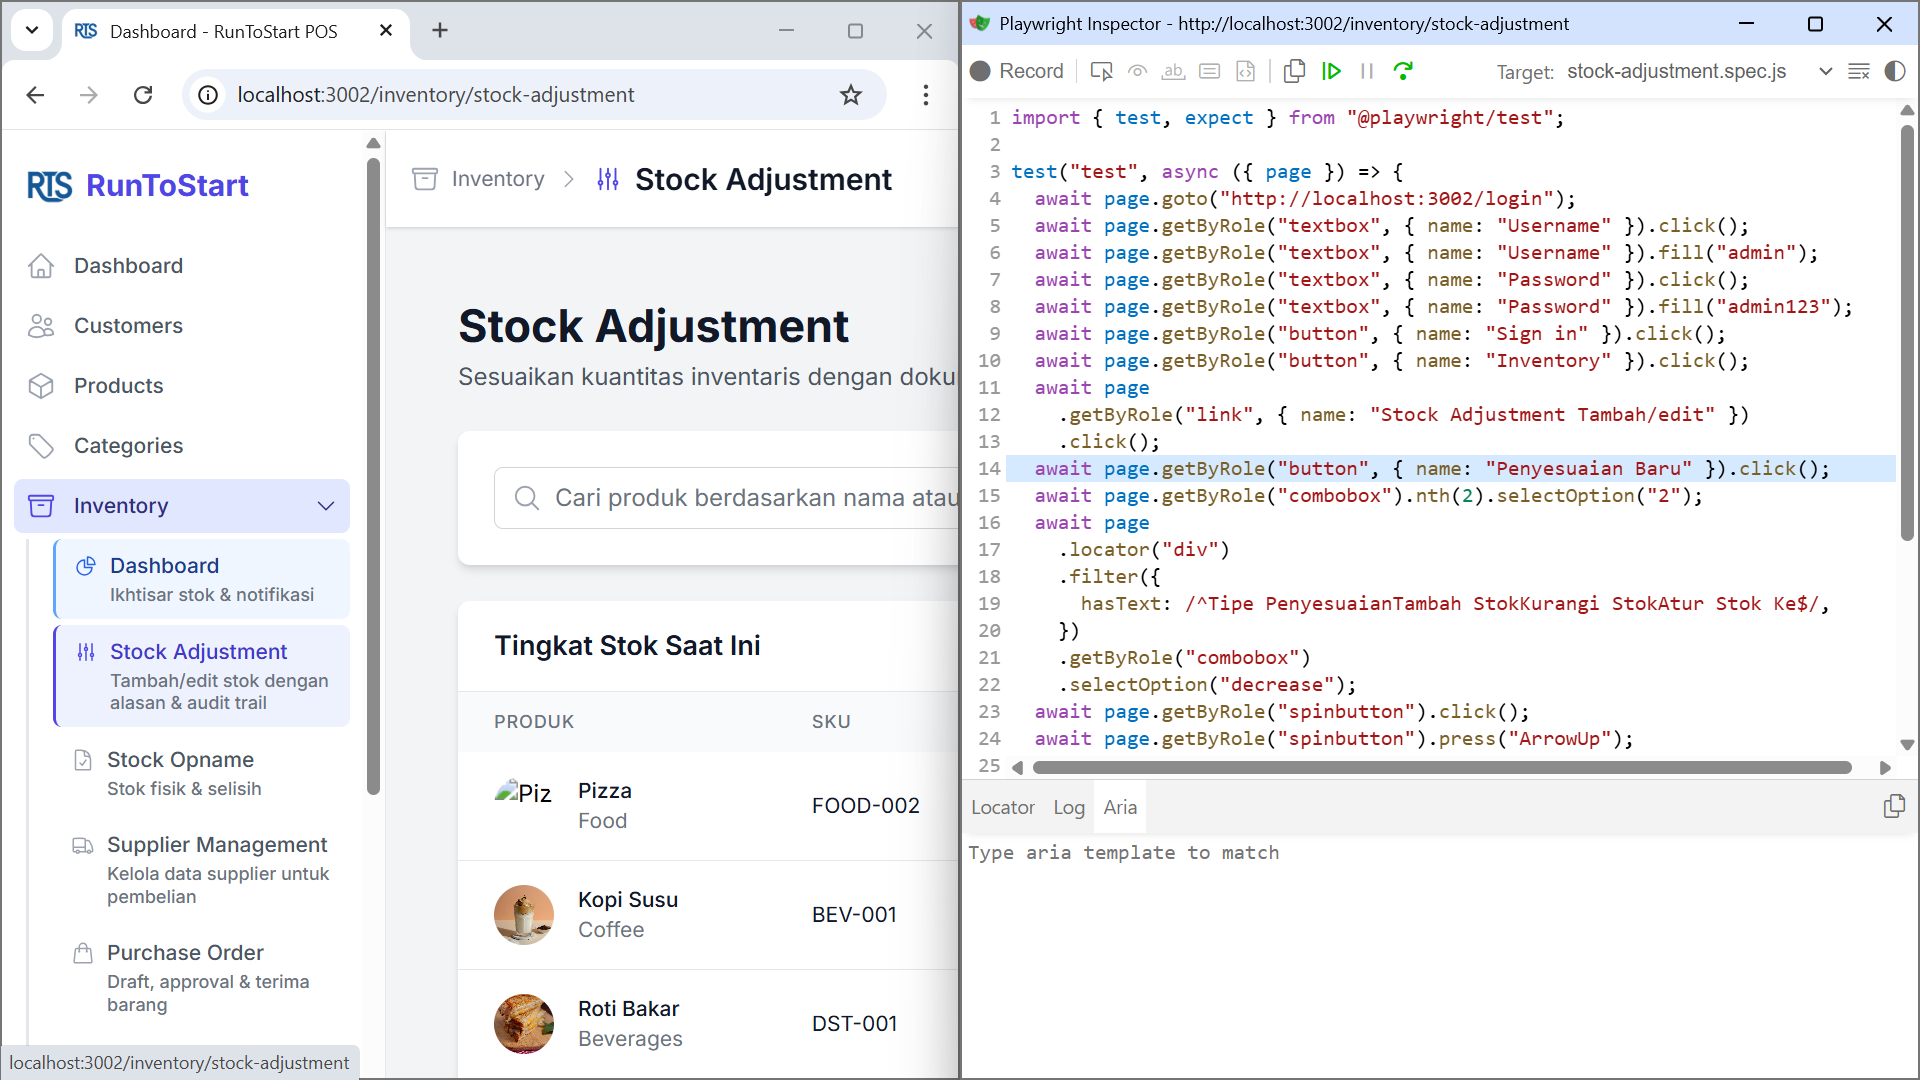 RTS Dashboard - RunToStart POS
localhost:3002/inventory/stock-adjustment
RTS RunToStart
Dashboard
Customers
Products
Categories
Inventory
Dashboard
Ikhtisar stok & notifikasi
Stock Adjustment
Tambah/edit stok dengan
alasan & audit trail
Stock Opname
Stok fisik & selisih
Supplier Management
Kelola data supplier untuk
pembelian
Purchase Order
Draft, approval & terima
barang
localhost:3002/inventory/stock-adjustment
Inventory Stock Adjustment
Stock Adjustment
Sesuaikan kuantitas inventaris dengan doku
Cari produk berdasarkan nama atau
Tingkat Stok Saat Ini
PRODUK SKU
Piz Pizza FOOD-002
Food
Kopi Susu BEV-001
Coffee
Roti Bakar DST-001
Beverages
Playwright Inspector - http://localhost:3002/inventory/stock-adjustment
Record ab Target: stock-adjustment.spec.js
1 import { test, expect } from "@playwright/test";
2
3 test("test", async ({ page }) => {
4 await page.goto("http://localhost:3002/login");
5 await page.getByRole("textbox", { name: "Username" }).click();
6 await page.getByRole("textbox", { name: "Username" }).fill("admin");
7 await page.getByRole("textbox", { name: "Password" }).click();
8 await page.getByRole("textbox", { name: "Password" }).fill("admin123");
9 await page.getByRole("button", { name: "Sign in" }).click();
10 await page.getByRole("button", { name: "Inventory" }).click();
11 await page
12 .getByRole("link", { name: "Stock Adjustment Tambah/edit" })
13 .click();
14 await page.getByRole("button", { name: "Penyesuaian Baru" }).click();
15 await page.getByRole("combobox").nth(2).selectOption("2");
16 await page
17 .locator("div")
18 .filter({
19 hasText: /^Tipe PenyesuaianTambah StokKurangi StokAtur Stok Ke$/,
20 })
21 .getByRole("combobox")
22 .selectOption("decrease");
23 await page.getByRole("spinbutton").click();
24 await page.getByRole("spinbutton").press("ArrowUp");
25
Locator Log Aria
Type aria template to match